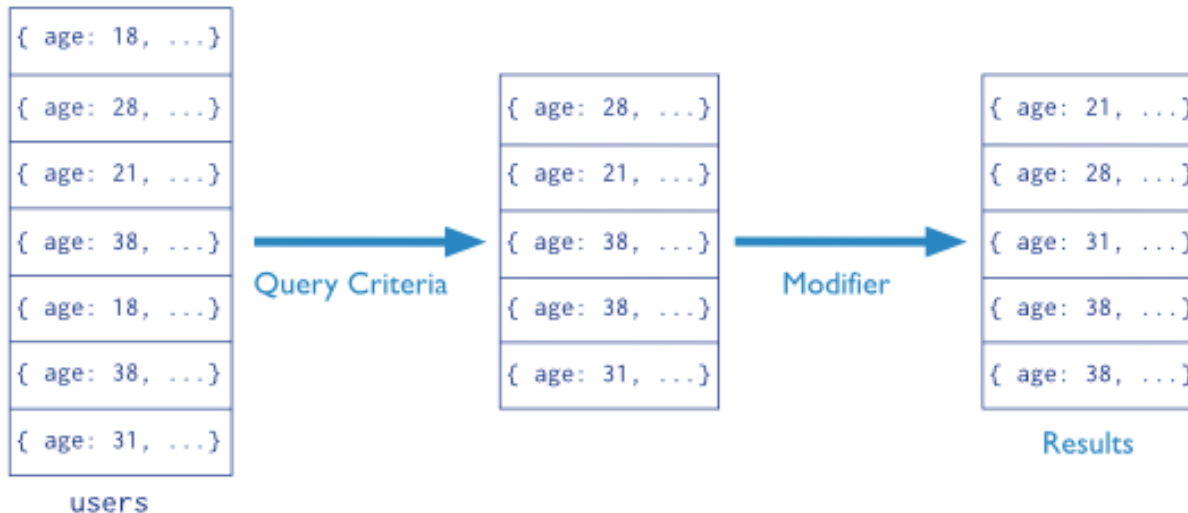 { age: 18, ...}
{ age: 28, ...}
{ age: 21, ...}
{ age: 38, ...}
{ age: 18, ...}
{ age: 38, ...}
{ age: 31, ...}
users
Query Criteria
{ age: 28, ...}
{ age: 21, ...}
{ age: 38, ...}
{ age: 38, ...}
{ age: 31, ...}
Modifier
{ age: 21, ...}
{ age: 28, ...}
{ age: 31, ...}
{ age: 38, ...}
{ age: 38, ...}
Results